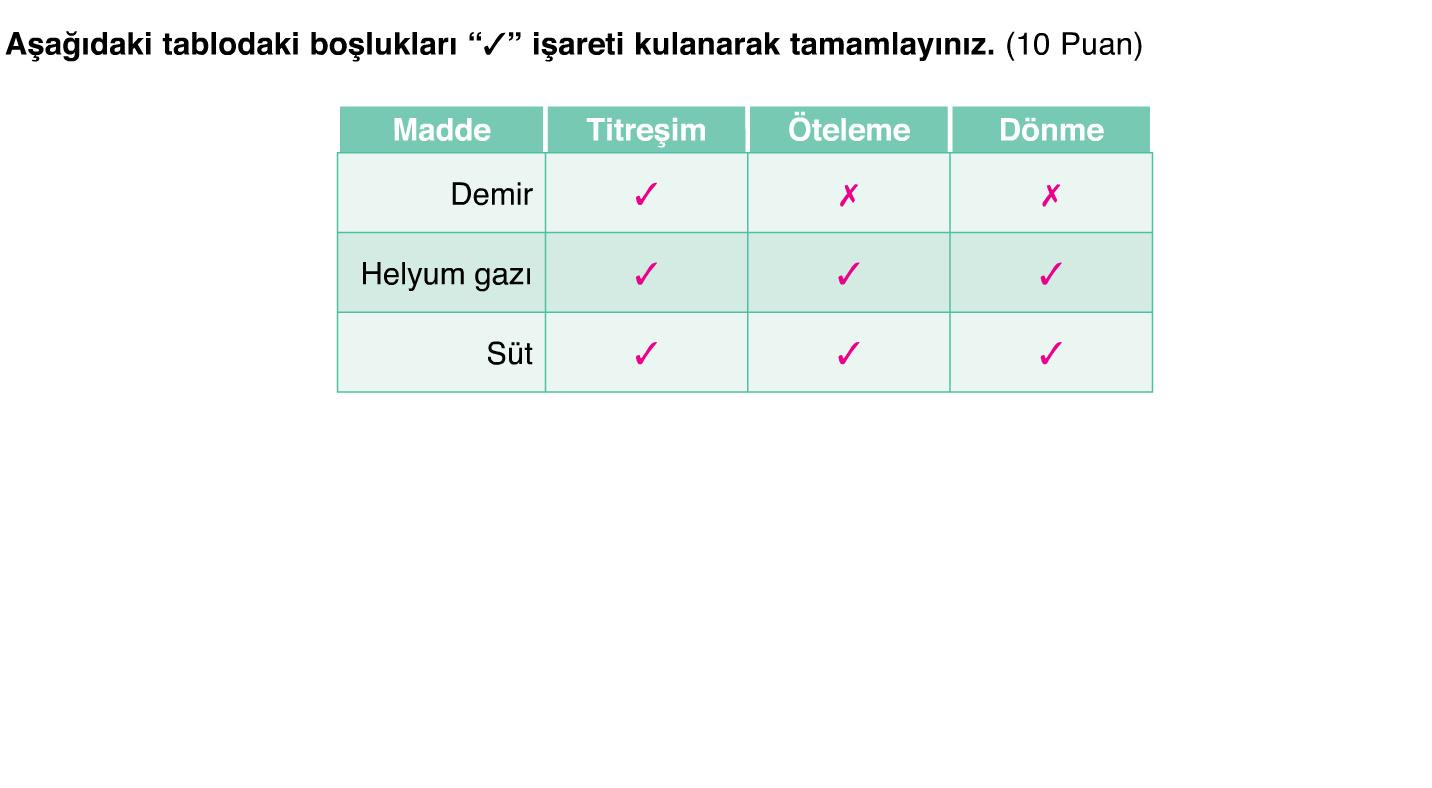 Aşağıdaki tablodaki boşlukları “✓” işareti kulanarak tamamlayınız. (10 Puan)
Madde Titreşim Öteleme Dönme
Demir ✓ ✗ ✗
Helyum gazı ✓ ✓ ✓
Süt ✓ ✓ ✓